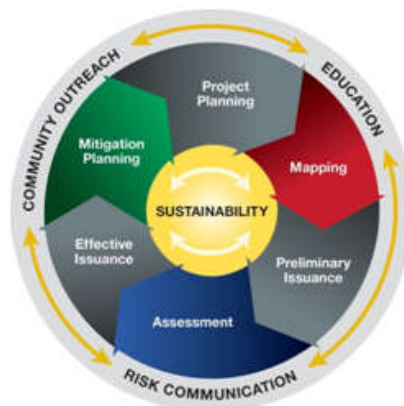 COMMUNITY OUTREACH
EDUCATION
RISK COMMUNICATION
Project
Planning
Mapping
Preliminary
Issuance
Assessment
Effective
Issuance
Mitigation
Planning
SUSTAINABILITY